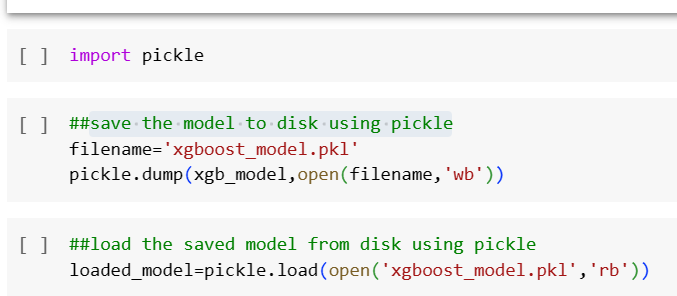 [ ] import pickle
[ ] ##save the model to disk using pickle
filename='xgboost_model.pkl'
pickle.dump(xgb_model,open(filename,'wb'))
[ ] ##load the saved model from disk using pickle
loaded_model=pickle.load(open('xgboost_model.pkl','rb'))